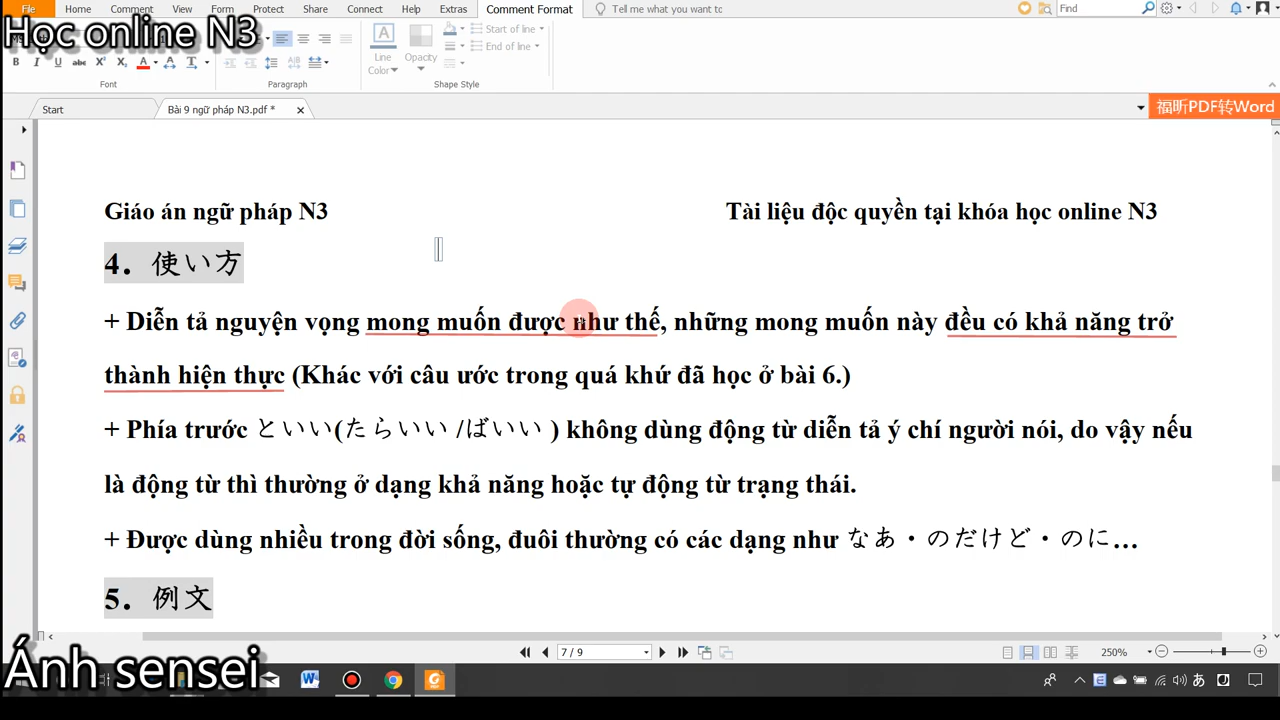 File Home Comment View Form Protect Share Connect Help Extras Comment Format Tell me what you want to Find
Học online N3
Line Color Opacity Start of line
End of line
Font Paragraph Shape Style
Start Bài 9 ngữ pháp N3.pdf * 福昕PDF转Word
Giáo án ngữ pháp N3 Tài liệu độc quyền tại khóa học online N3
4．使い方
+ Diễn tả nguyện vọng mong muốn được như thế, những mong muốn này đều có khả năng trở
thành hiện thực (Khác với câu ước trong quá khứ đã học ở bài 6.)
+ Phía trước といい(たらいい /ばいい ) không dùng động từ diễn tả ý chí người nói, do vậy nếu
là động từ thì thường ở dạng khả năng hoặc tự động từ trạng thái.
+ Được dùng nhiều trong đời sống, đuôi thường có các dạng như なあ・のだけど・のに…
5．例文
7 / 9 250%
Ánh sensei